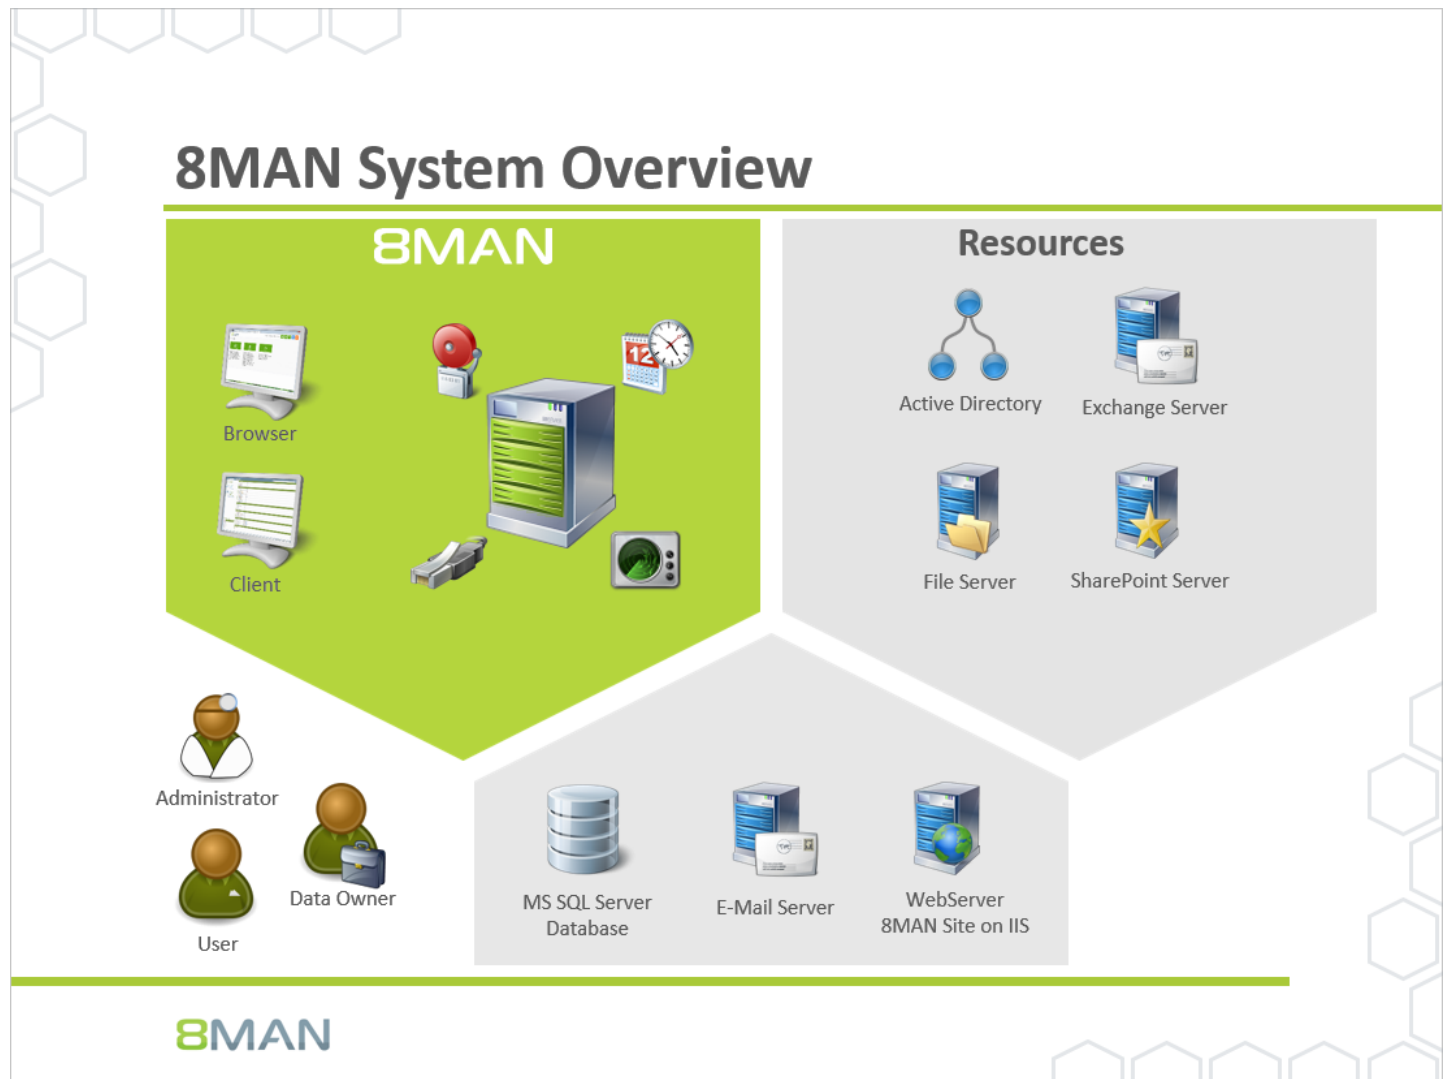 8MAN System Overview
8MAN
Resources
Browser
Client
12
Active Directory
Exchange Server
File Server
SharePoint Server
Administrator
Data Owner
User
MS SQL Server
Database
E-Mail Server
WebServer
8MAN Site on IIS
8MAN